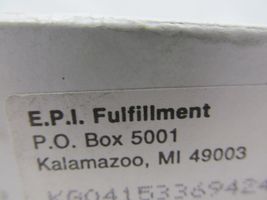 E.P.I. Fulfillment
P.O. Box 5001
Kalamazoo, MI 49003